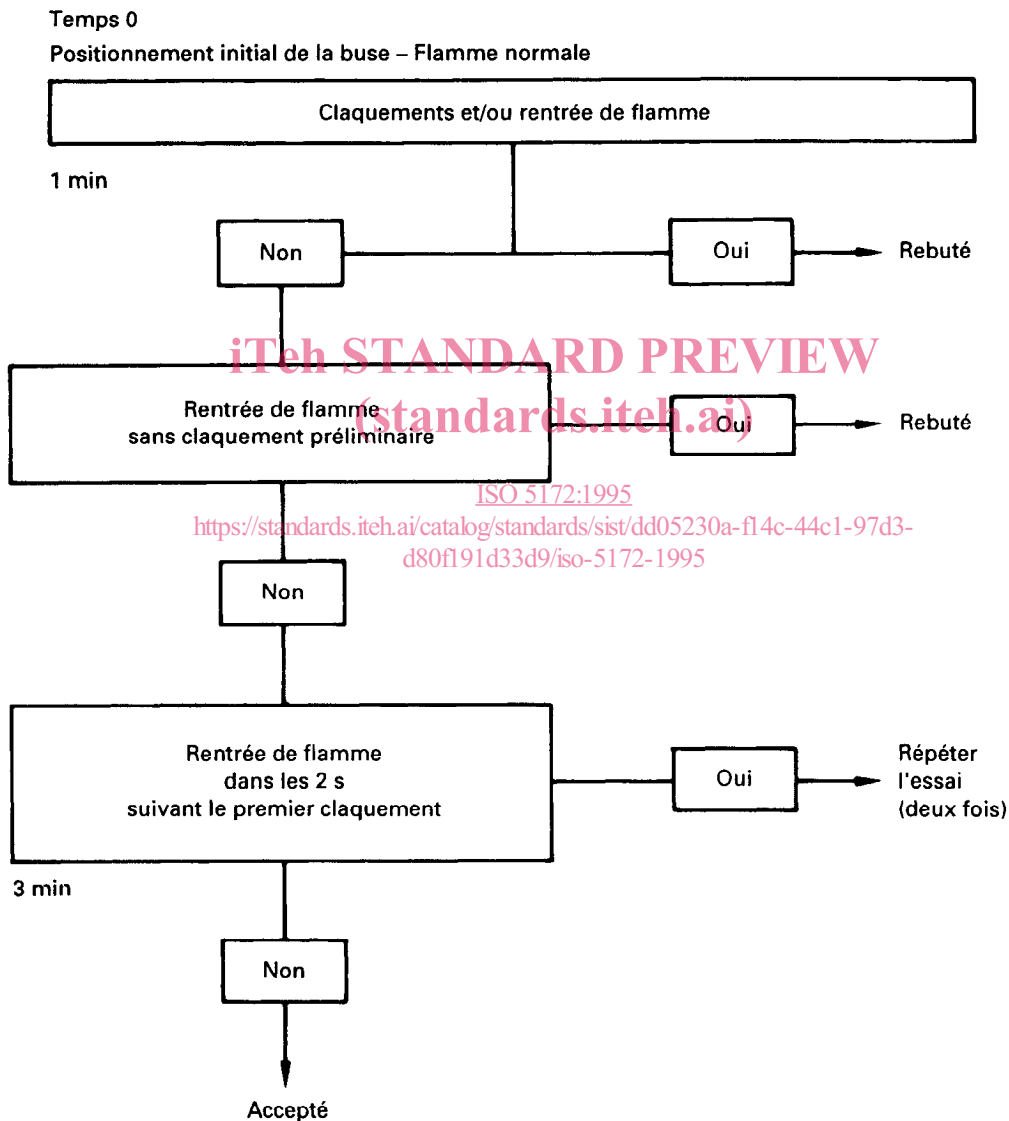 Temps 0
Positionnement initial de la buse – Flamme normale
Claquements et/ou rentrée de flamme
1 min
Non
Oui
Rebuté
iTeh STANDARD PREVIEW
(standards.iteh.ai)
Rentrée de flamme
sans claquement préliminaire
Oui
Rebuté
ISO 5172:1995
https://standards.iteh.ai/catalog/standards/sist/dd05230a-f14c-44c1-97d3-
d80f191d33d9/iso-5172-1995
Non
Rentrée de flamme
dans les 2 s
suivant le premier claquement
Oui
Répéter
l'essai
(deux fois)
3 min
Non
Accepté